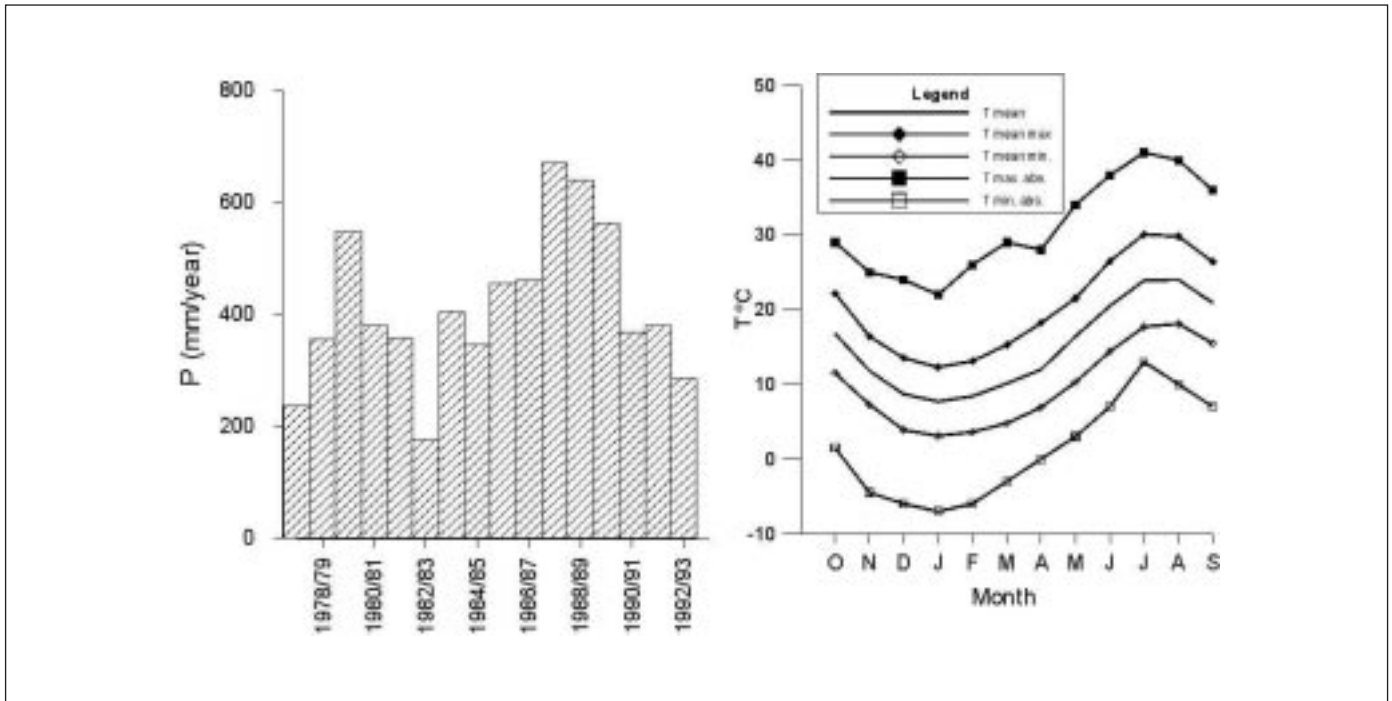 800
600
400
200
0
P (mm/year)
1978/79
1980/81
1982/83
1984/85
1986/87
1988/89
1990/91
1992/93
50
40
30
20
10
0
-10
T°C
Legend
T mean
T mean max
T mean min.
T max. abs.
T min. abs.
O N D J F M A M J J A S
Month